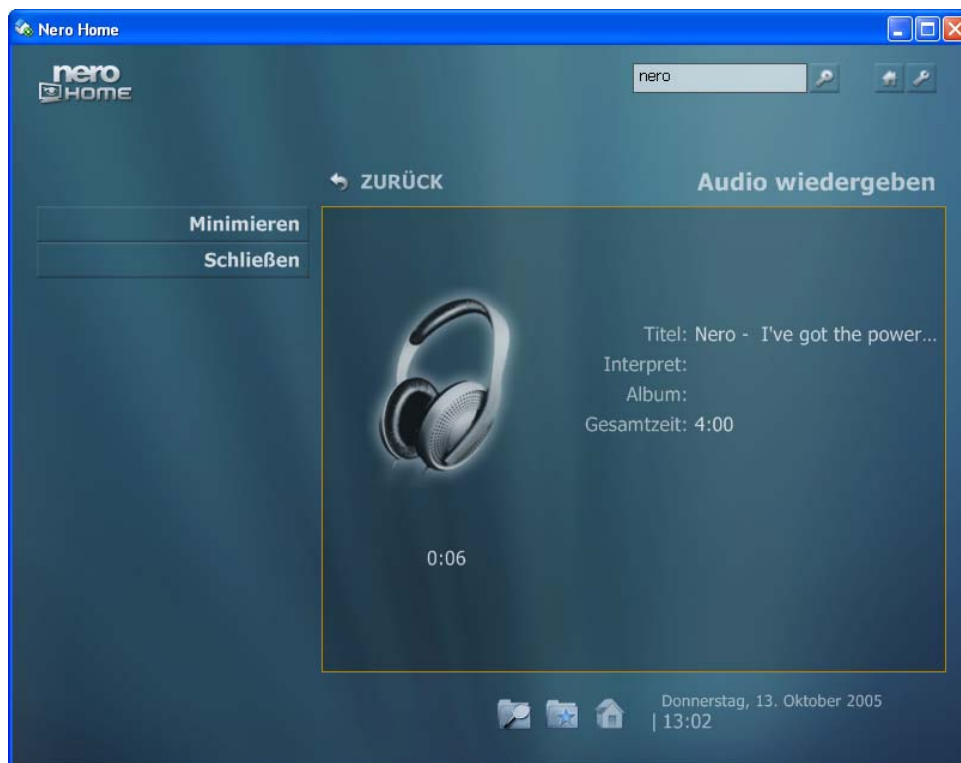 Nero Home
nero
HOME
nero
ZURÜCK
Audio wiedergeben
Minimieren
Schließen
Titel: Nero - I've got the power...
Interpret:
Album:
Gesamtzeit: 4:00
0:06
Donnerstag, 13. Oktober 2005
| 13:02